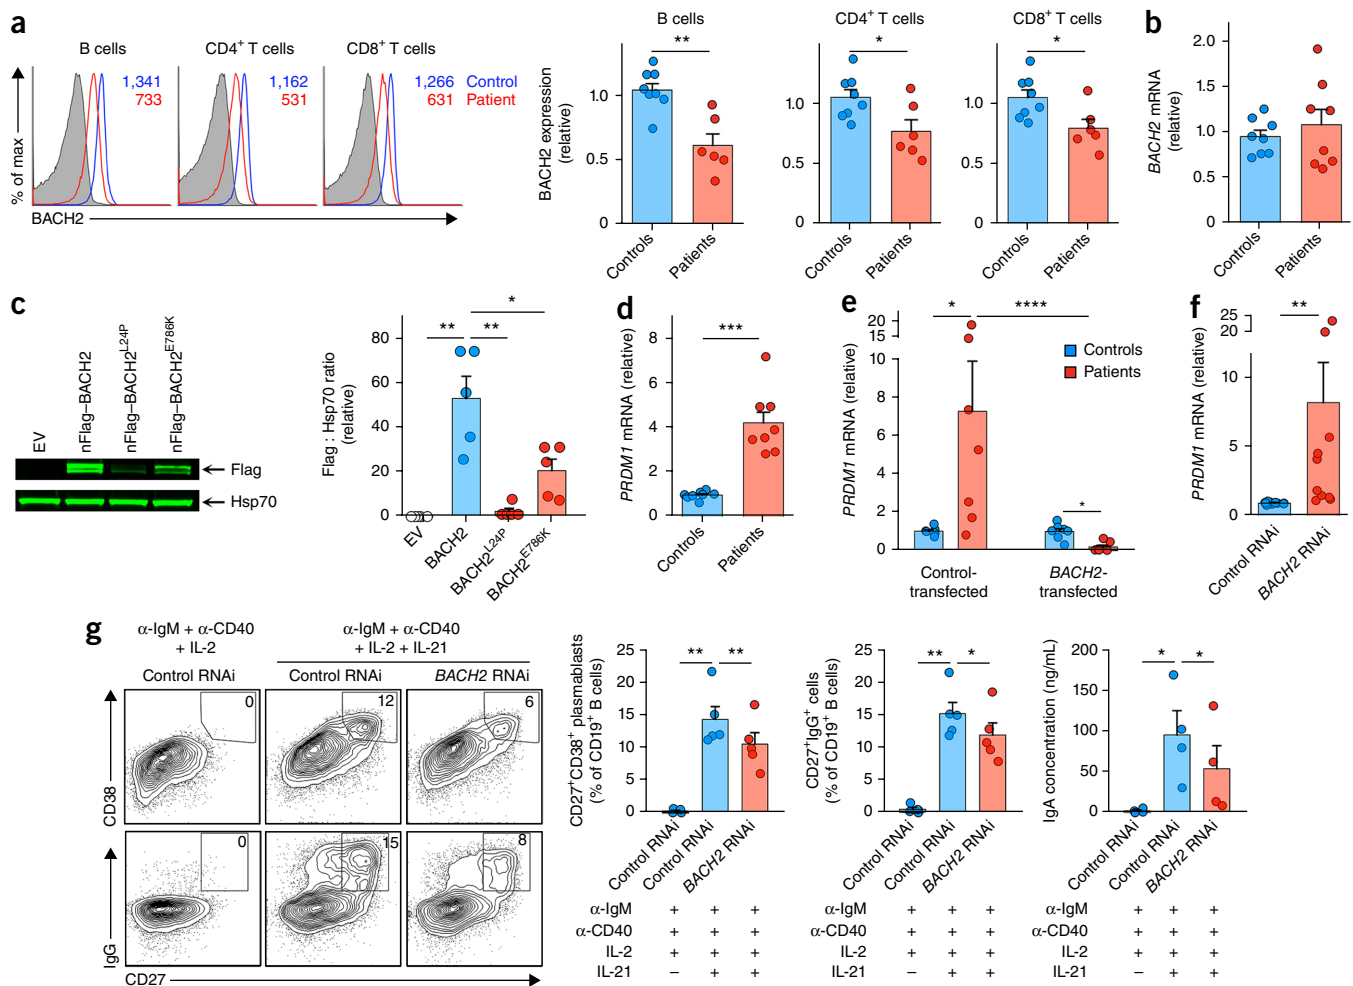 a
B cells
CD4+ T cells
CD8+ T cells
1,341
733
1,162
531
1,266 Control
631 Patient
% of max
BACH2
BACH2 expression
(relative)
B cells
**
1.0
0.5
0
Controls
Patients
CD4+ T cells
*
1.0
0.5
0
Controls
Patients
CD8+ T cells
*
1.0
0.5
0
Controls
Patients
b
BACH2 mRNA
(relative)
2.0
1.5
1.0
0.5
0
Controls
Patients
c
EV
nFlag–BACH2
nFlag–BACH2L24P
nFlag–BACH2E786K
Flag
Hsp70
Flag : Hsp70 ratio
(relative)
*
** **
80
60
40
20
0
EV
BACH2
BACH2L24P
BACH2E786K
d
PRDM1 mRNA (relative)
***
8
6
4
2
0
Controls
Patients
e
PRDM1 mRNA (relative)
* ****
20
15
10
8
6
4
2
0
Controls
Patients
*
Control-
transfected
BACH2-
transfected
f
PRDM1 mRNA (relative)
**
25
20
10
5
0
Control RNAi
BACH2 RNAi
g
α-IgM + α-CD40
+ IL-2
α-IgM + α-CD40
+ IL-2 + IL-21
Control RNAi
Control RNAi
BACH2 RNAi
0
12
6
CD38
0
15
8
IgG
CD27
CD27+CD38+ plasmablasts
(% of CD19+ B cells)
** **
25
20
15
10
5
0
Control RNAi
Control RNAi
BACH2 RNAi
α-IgM + + +
α-CD40 + + +
IL-2 + + +
IL-21 – + +
CD27+IgG+ cells
(% of CD19+ B cells)
** *
25
20
15
10
5
0
Control RNAi
Control RNAi
BACH2 RNAi
α-IgM + + +
α-CD40 + + +
IL-2 + + +
IL-21 – + +
IgA concentration (ng/mL)
* *
200
150
100
50
0
Control RNAi
Control RNAi
BACH2 RNAi
α-IgM + + +
α-CD40 + + +
IL-2 + + +
IL-21 – + +